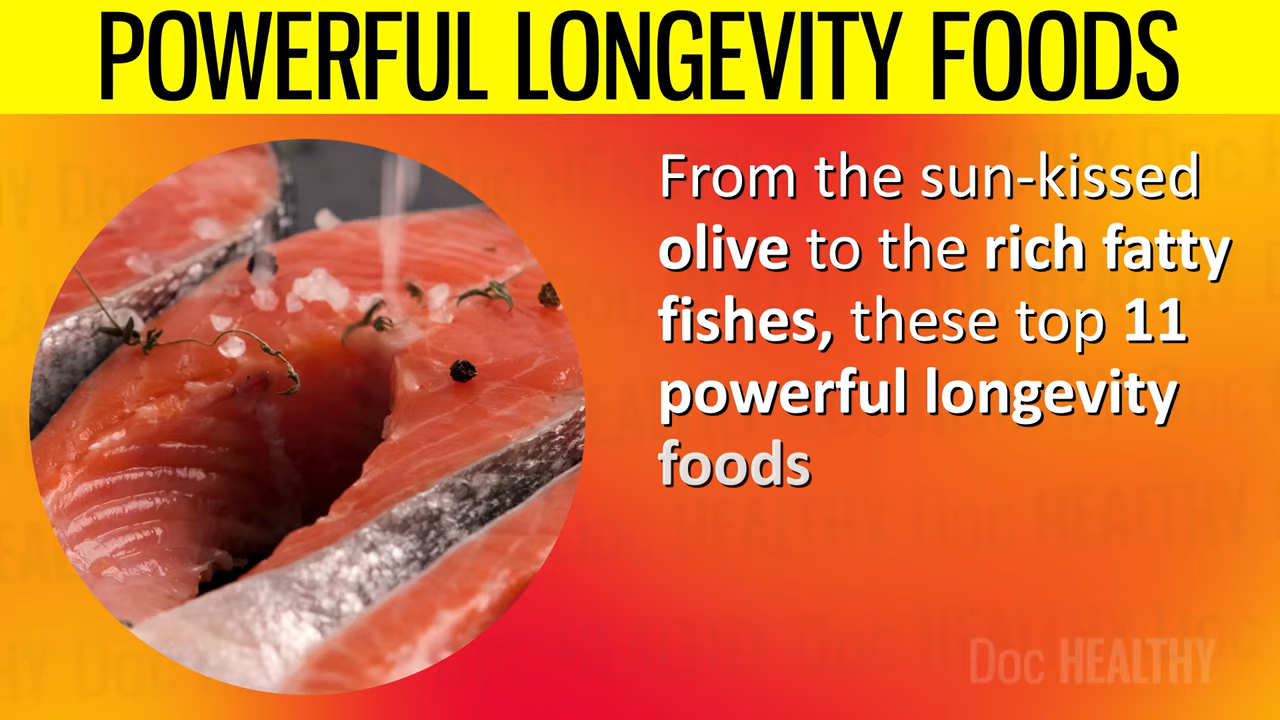 POWERFUL LONGEVITY FOODS
From the sun-kissed
olive to the rich fatty
fishes, these top 11
powerful longevity
foods
Doc HEALTHY